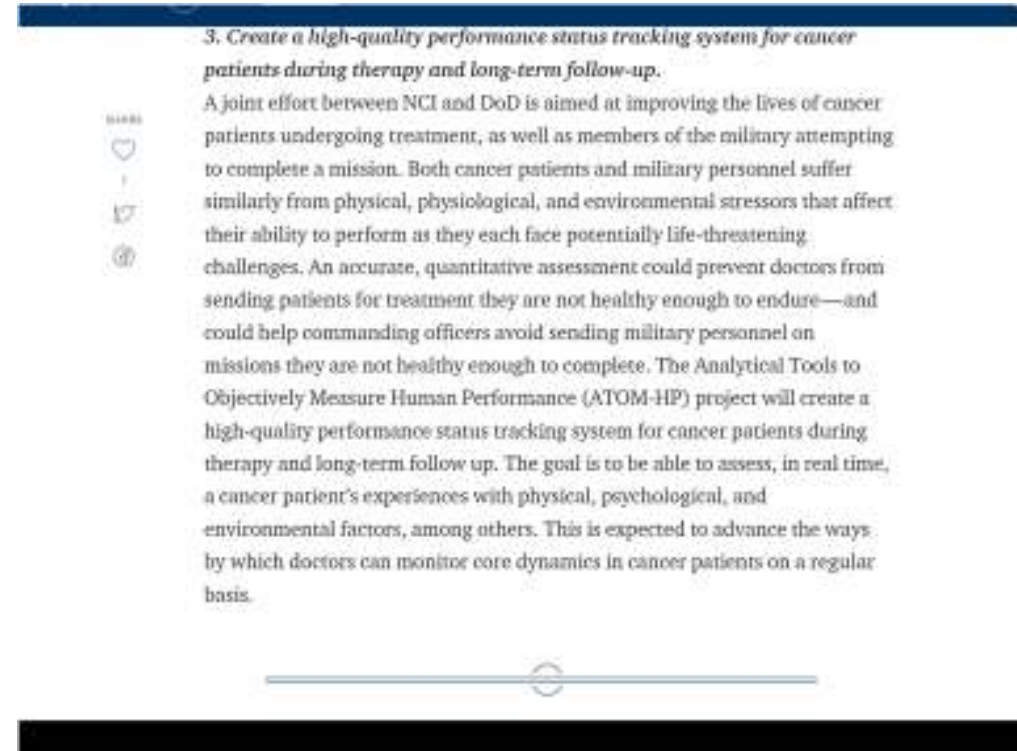 3. Create a high-quality performance status tracking system for cancer
patients during therapy and long-term follow-up.
A joint effort between NCI and DoD is aimed at improving the lives of cancer
patients undergoing treatment, as well as members of the military attempting
to complete a mission. Both cancer patients and military personnel suffer
similarly from physical, physiological, and environmental stressors that affect
their ability to perform as they each face potentially life-threatening
challenges. An accurate, quantitative assessment could prevent doctors from
sending patients for treatment they are not healthy enough to endure—and
could help commanding officers avoid sending military personnel on
missions they are not healthy enough to complete. The Analytical Tools to
Objectively Measure Human Performance (ATOM-HP) project will create a
high-quality performance status tracking system for cancer patients during
therapy and long-term follow up. The goal is to be able to assess, in real time,
a cancer patient's experiences with physical, psychological, and
environmental factors, among others. This is expected to advance the ways
by which doctors can monitor core dynamics in cancer patients on a regular
basis.